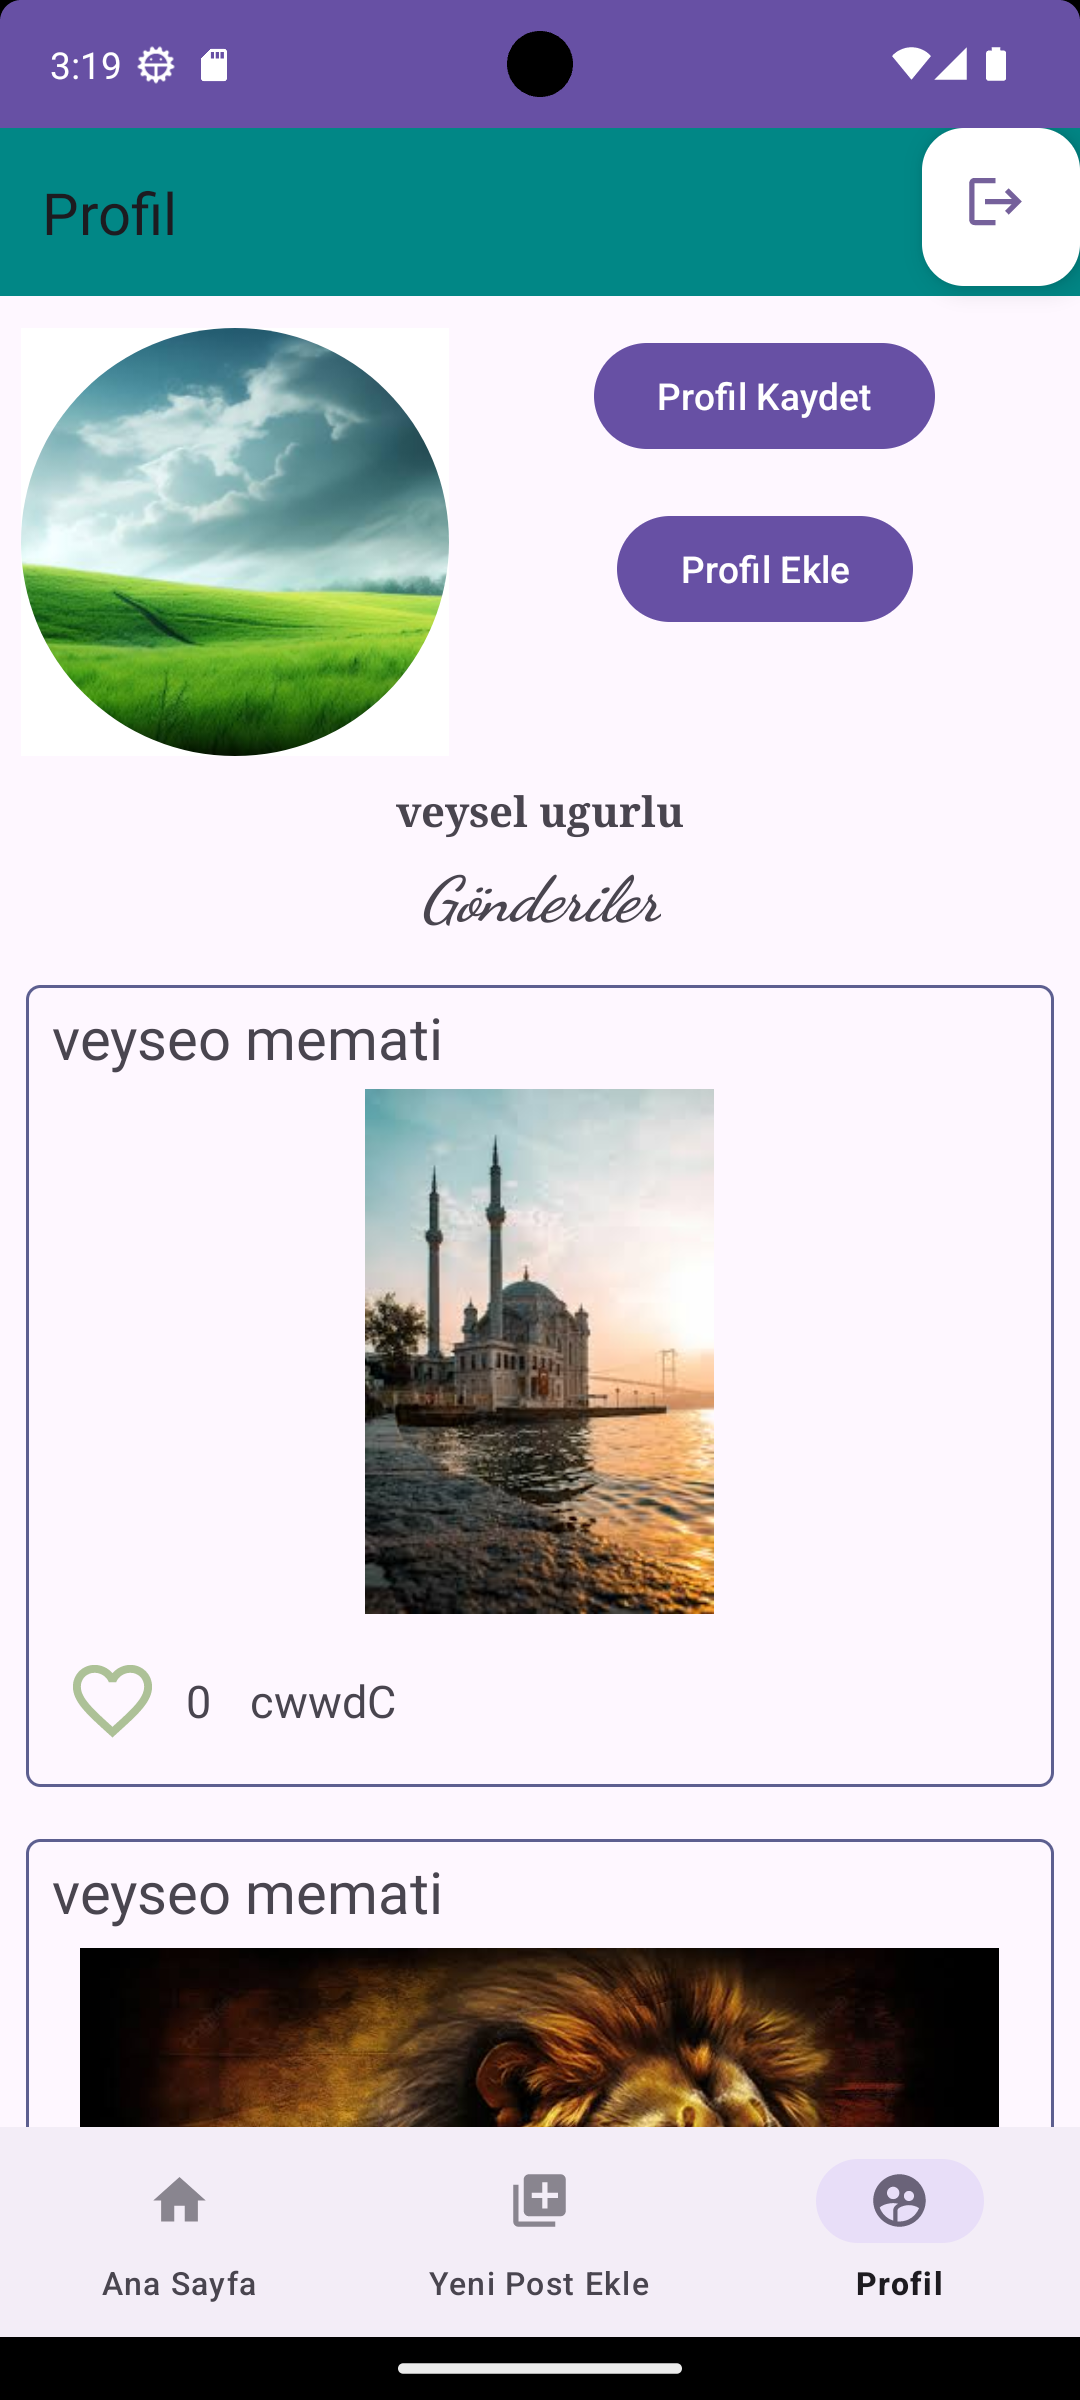 3:19
Profil
Profil Kaydet
Profil Ekle
veysel ugurlu
Gönderiler
veyseo memati
0 cwwdC
veyseo memati
Ana Sayfa
Yeni Post Ekle
Profil